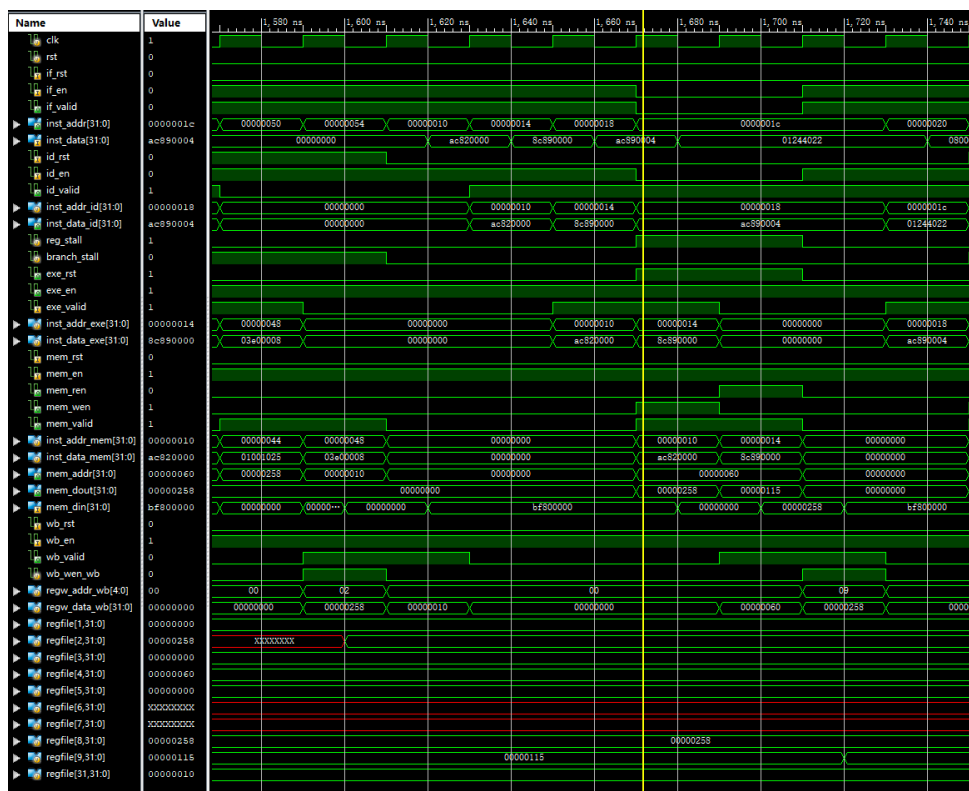 Name Value 1,580 ns 1,600 ns 1,620 ns 1,640 ns 1,660 ns 1,680 ns 1,700 ns 1,720 ns 1,740 ns
clk 1
rst 0
if_rst 0
if_en 0
if_valid 0
inst_addr[31:0] 0000001c 00000050 00000054 00000010 00000014 00000018 0000001c 00000020
inst_data[31:0] ac890004 00000000 ac820000 8c890000 ac890004 01244022 0800
id_rst 0
id_en 0
id_valid 1
inst_addr_id[31:0] 00000018 00000000 00000010 00000014 00000018 0000001c
inst_data_id[31:0] ac890004 00000000 ac820000 8c890000 ac890004 01244022
reg_stall 1
branch_stall 0
exe_rst 1
exe_en 1
exe_valid 1
inst_addr_exe[31:0] 00000014 00000048 00000000 00000010 00000014 00000000 00000018
inst_data_exe[31:0] 8c890000 03e00008 00000000 ac820000 8c890000 00000000 ac890004
mem_rst 0
mem_en 1
mem_ren 0
mem_wen 1
mem_valid 1
inst_addr_mem[31:0] 00000010 00000044 00000048 00000000 00000010 00000014 00000000
inst_data_mem[31:0] ac820000 01001025 03e00008 00000000 ac820000 8c890000 00000000
mem_addr[31:0] 00000060 00000258 00000010 00000000 00000060 00000000
mem_dout[31:0] 00000258 00000000 00000258 00000115 00000000
mem_din[31:0] bf800000 00000000 00000··· 00000000 bf800000 00000000 00000258 bf800000
wb_rst 0
wb_en 1
wb_valid 0
wb_wen_wb 0
regw_addr_wb[4:0] 00 00 02 00 09
regw_data_wb[31:0] 00000000 00000000 00000258 00000010 00000000 00000060 00000258 0000
regfile[1,31:0] 00000000
regfile[2,31:0] 00000258 XXXXXXXX
regfile[3,31:0] 00000000
regfile[4,31:0] 00000060
regfile[5,31:0] 00000000
regfile[6,31:0] XXXXXXXX
regfile[7,31:0] XXXXXXXX
regfile[8,31:0] 00000258 00000258
regfile[9,31:0] 00000115 00000115
regfile[31,31:0] 00000010